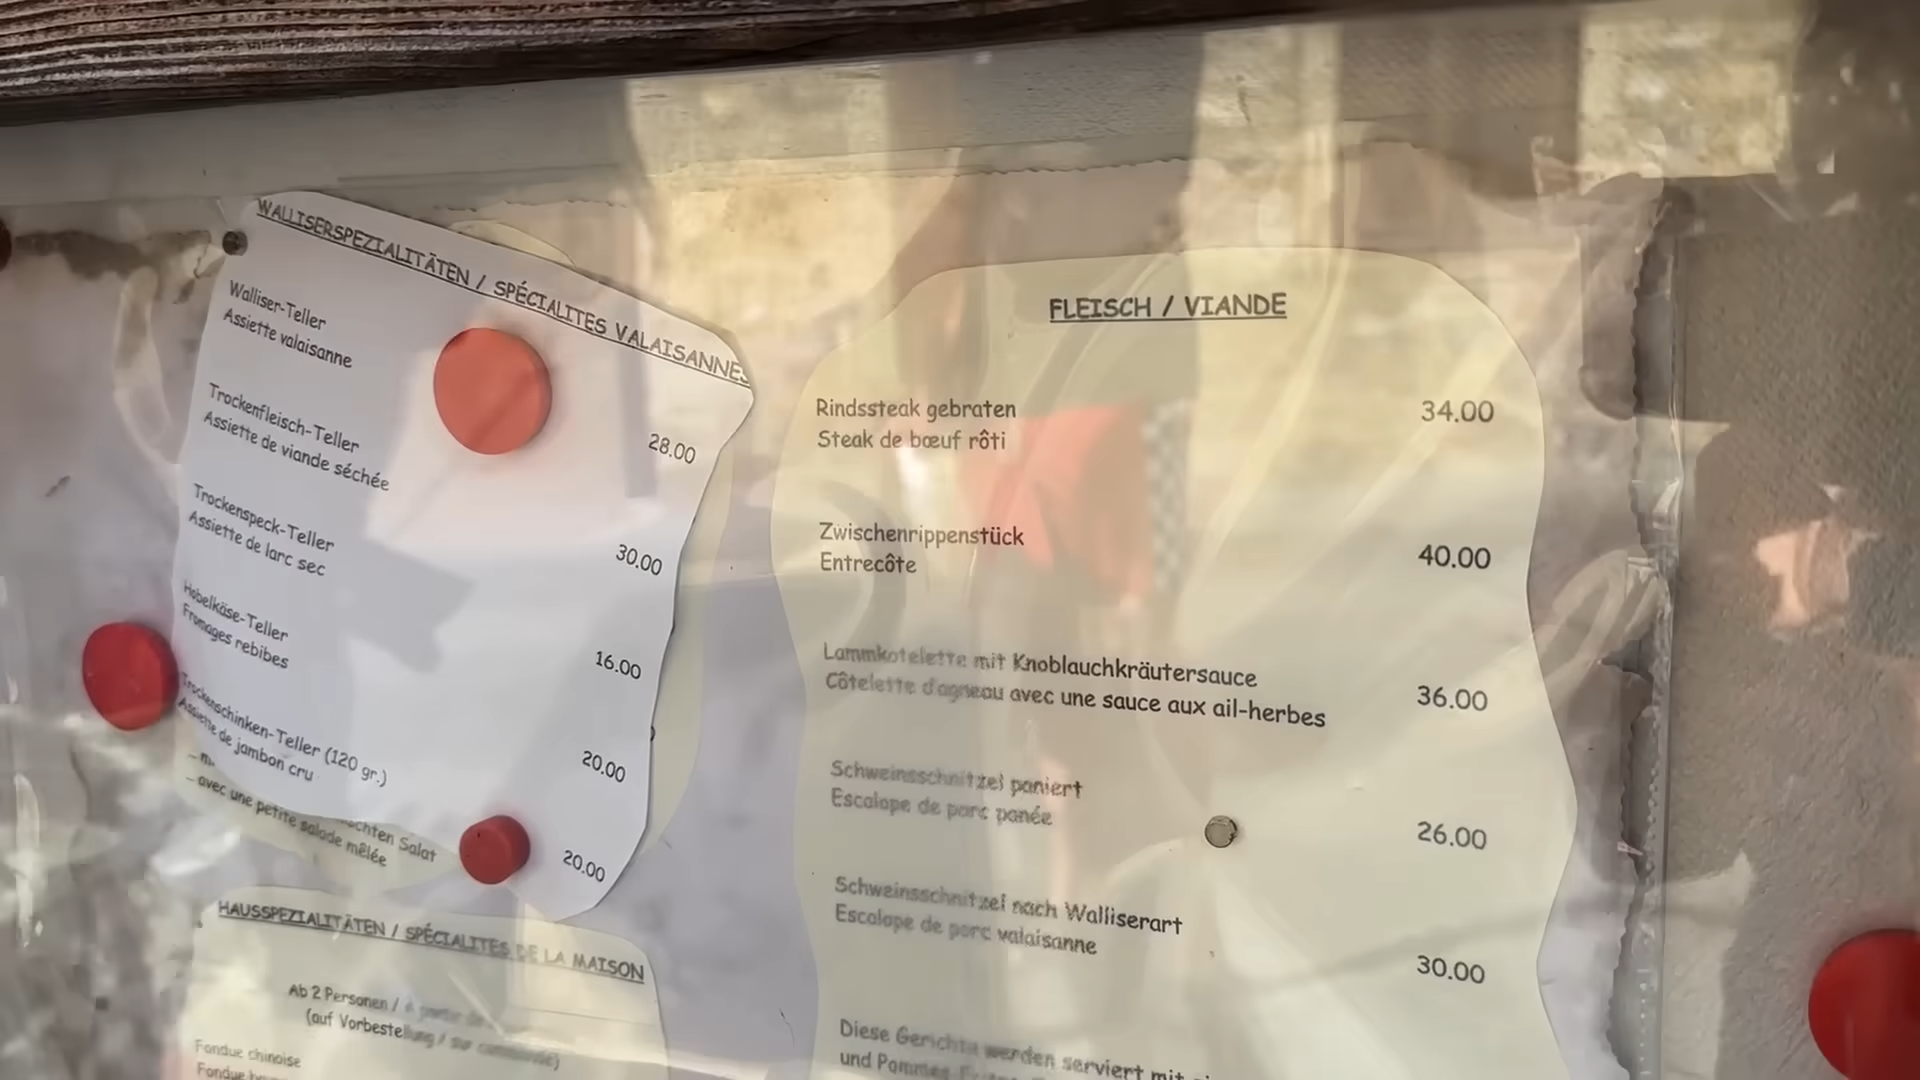 WALLISERSPEZIALITÄTEN / SPÉCIALITES VALAISANNES
Walliser-Teller
Assiette valaisanne
28.00
Trockenfleisch-Teller
Assiette de viande séchée
30.00
Trockenspeck-Teller
Assiette de larc sec
16.00
Hobelkäse-Teller
Fromages rebibes
20.00
Trockenschinken-Teller (120 gr.)
Assiette de jambon cru
20.00
Salat
- avec une petite salade mêlée
HAUSSPEZIALITÄTEN / SPÉCIALITES DE LA MAISON
Ab 2 Personen /
(auf Vorbestellung / sur commande)
Fondue chinoise
Fondue
FLEISCH / VIANDE
Rindssteak gebraten 34.00
Steak de bœuf rôti
Zwischenrippenstück 40.00
Entrecôte
Lammkotelette mit Knoblauchkräutersauce 36.00
Côtelette d'agneau avec une sauce aux ail-herbes
Schweinsschnitzel paniert 26.00
Escalope de porc panée
Schweinsschnitzel nach Walliserart 30.00
Escalope de porc valaisanne
Diese Gerichte werden serviert mit
und Pommes